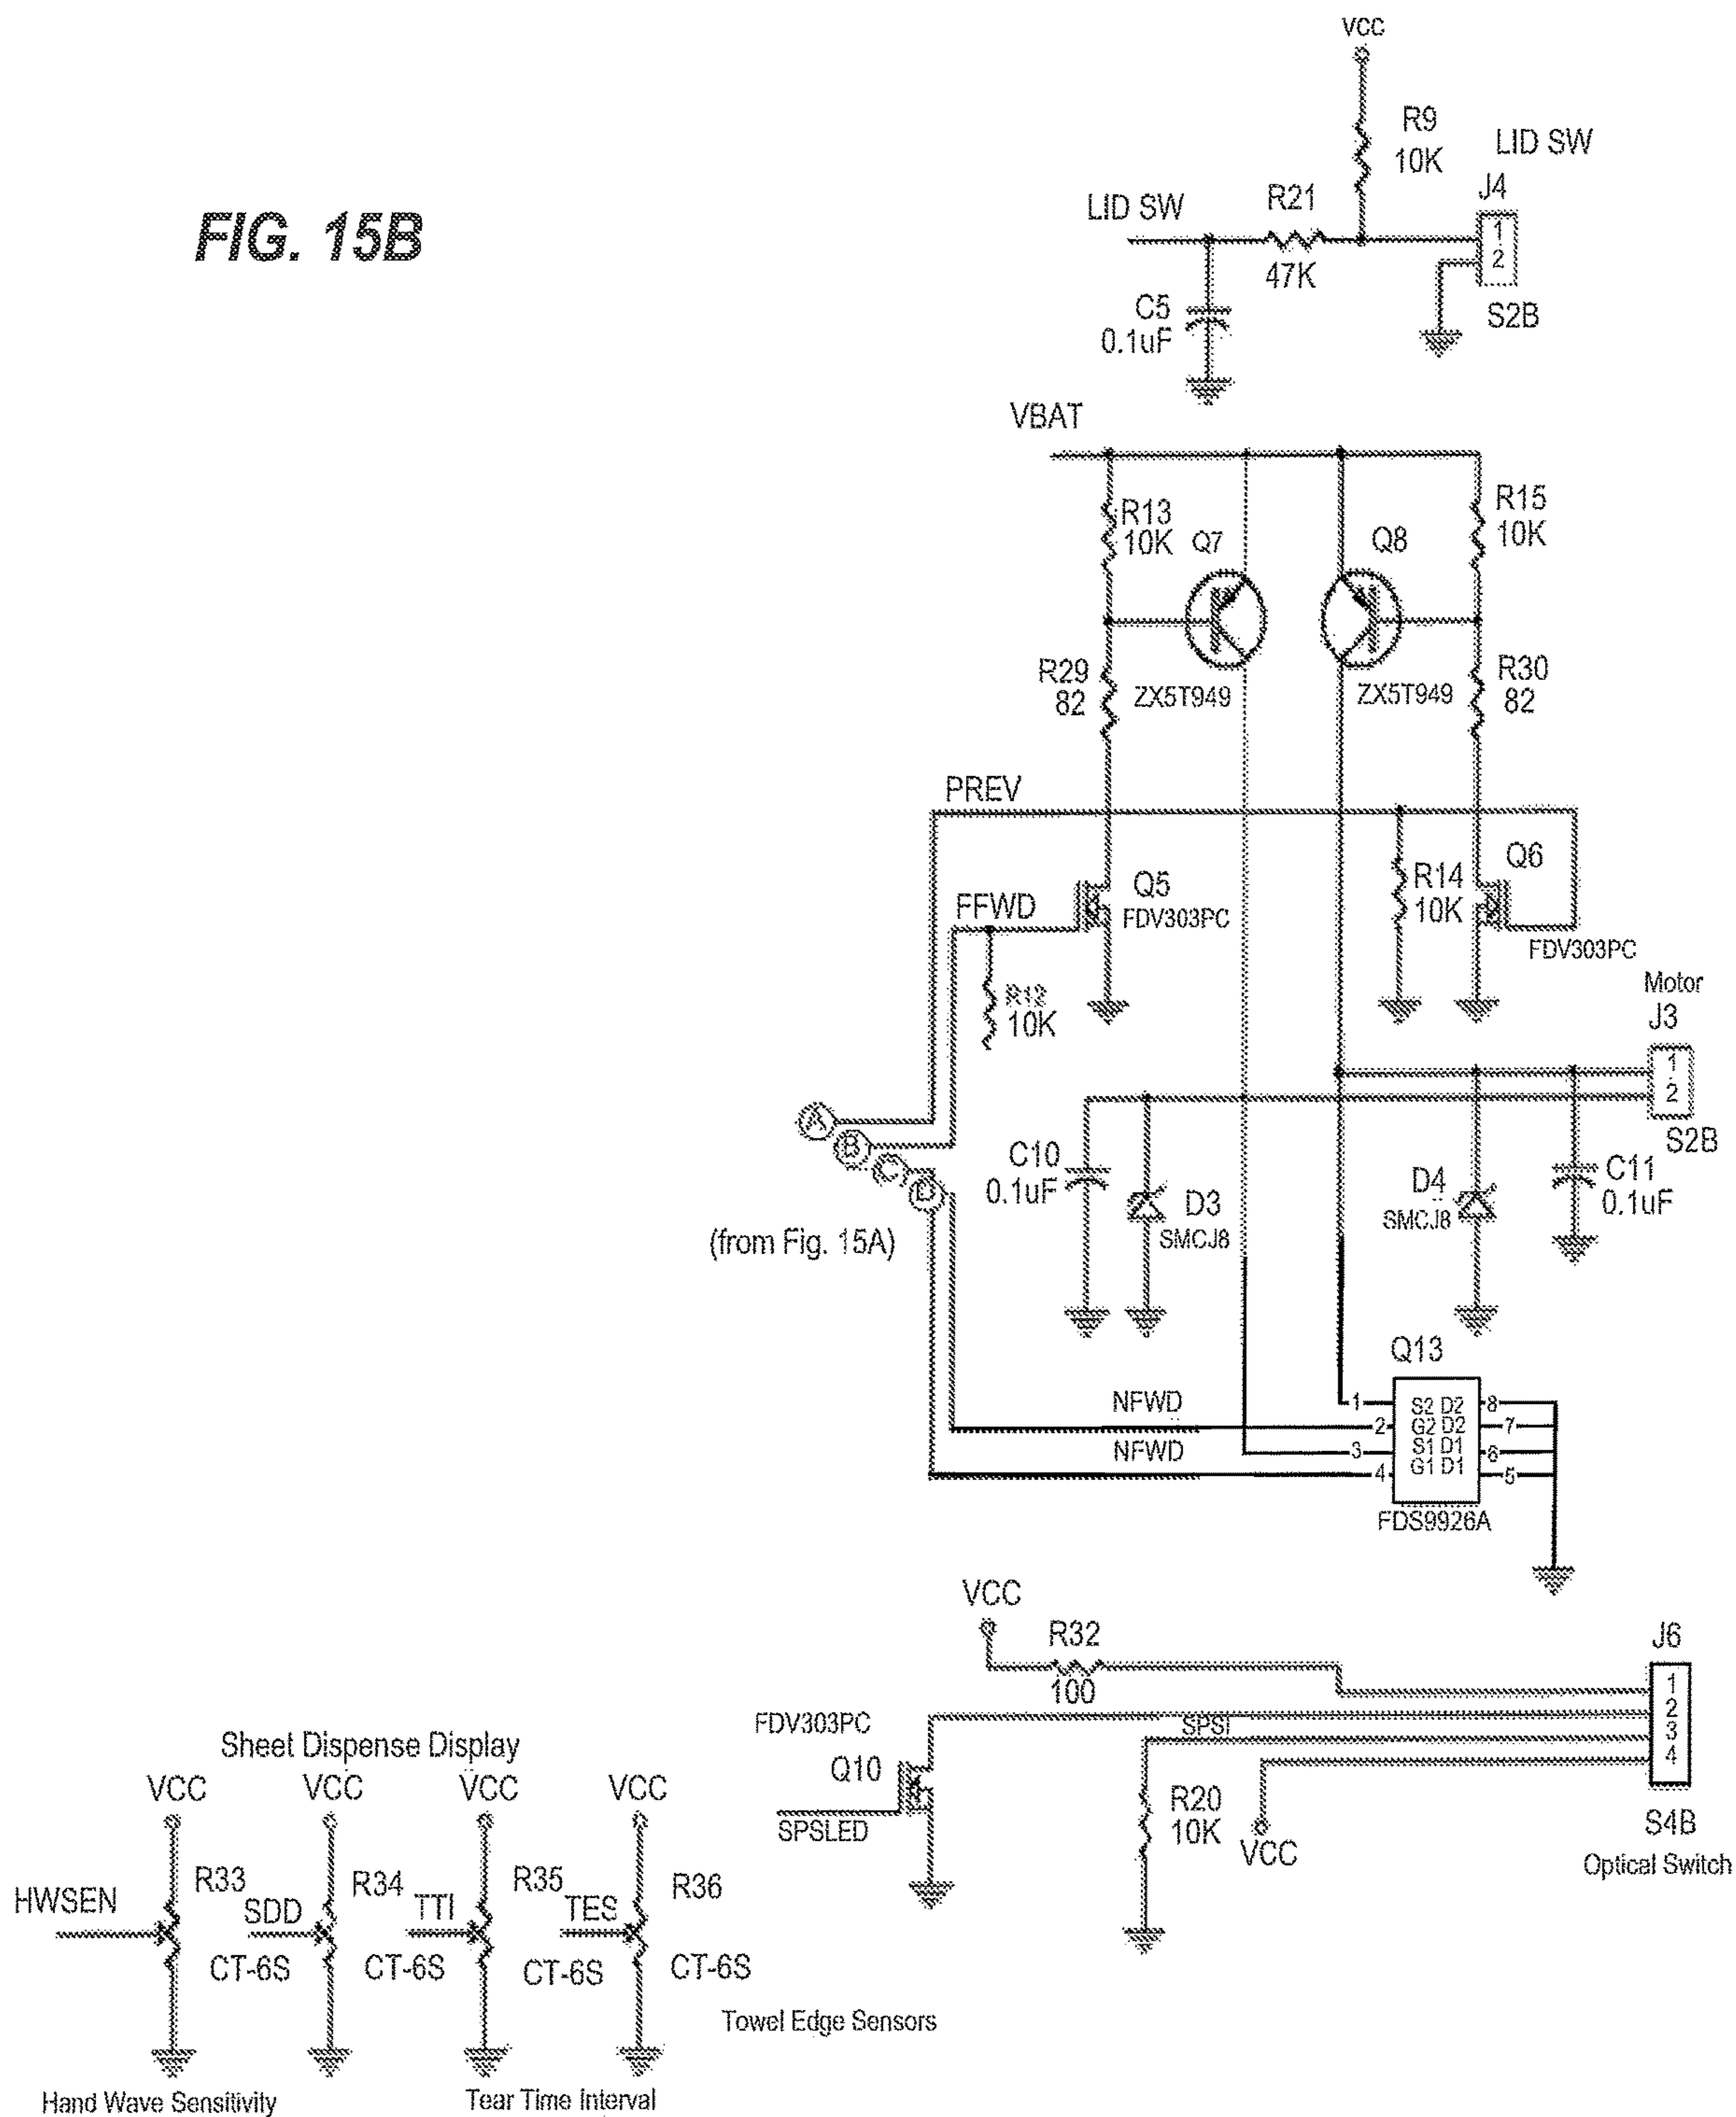 FIG. 15B
VCC
R9
10K
LID SW
J4
LID SW
R21
47K
1
2
C5
0.1uF
S2B
VBAT
R13
10K
Q7
Q8
R15
10K
R29
82
ZX5T949
ZX5T949
R30
82
PREV
FFWD
Q5
FDV303PC
R14
10K
Q6
FDV303PC
R12
10K
Motor
J3
1
2
S2B
A
B
C
D
(from Fig. 15A)
C10
0.1uF
D3
SMCJ8
D4
SMCJ8
C11
0.1uF
Q13
NFWD
NFWD
1
2
3
4
S2 D2
G2 D2
S1 D1
G1 D1
8
7
6
5
FDS9926A
VCC
R32
100
J6
1
2
3
4
FDV303PC
SPSI
Q10
SPSLED
R20
10K
VCC
S4B
Optical Switch
Sheet Dispense Display
VCC
VCC
VCC
VCC
HWSEN
R33
SDD
R34
TTI
R35
TES
R36
CT-6S
CT-6S
CT-6S
CT-6S
Towel Edge Sensors
Hand Wave Sensitivity
Tear Time Interval